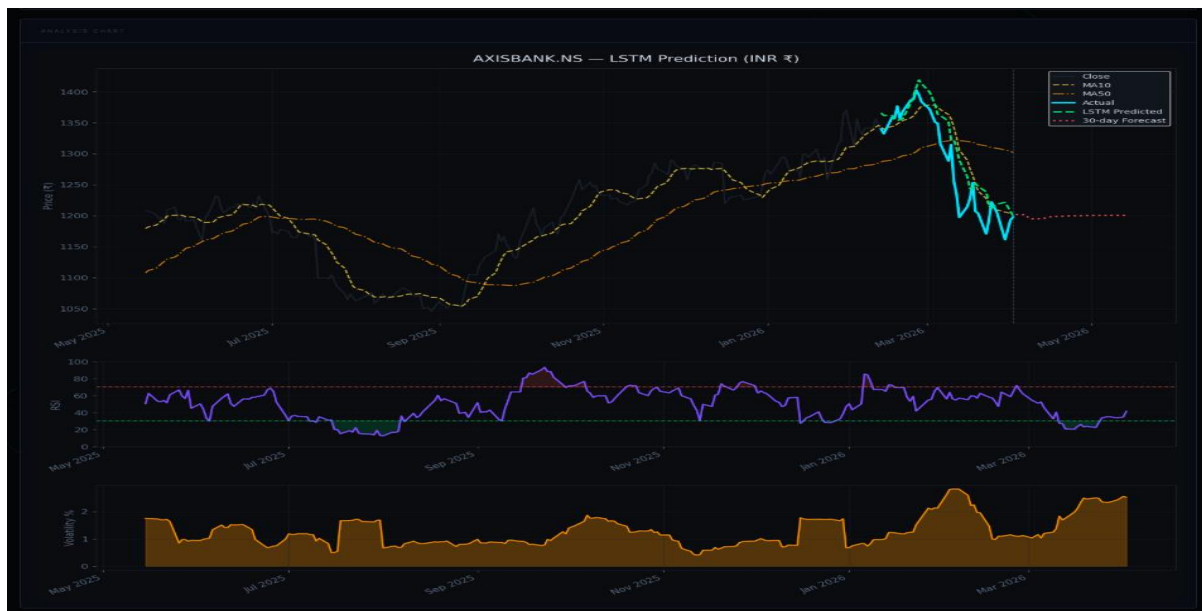 ANALYSIS CHART
AXISBANK.NS — LSTM Prediction (INR ₹)
Close
MA10
MA50
Actual
LSTM Predicted
30-day Forecast
Price (₹)
1400
1350
1300
1250
1200
1150
1100
1050
May 2025
Jul 2025
Sep 2025
Nov 2025
Jan 2026
Mar 2026
May 2026
RSI
100
80
60
40
20
0
May 2025
Jul 2025
Sep 2025
Nov 2025
Jan 2026
Mar 2026
Volatility %
2
1
0
May 2025
Jul 2025
Sep 2025
Nov 2025
Jan 2026
Mar 2026